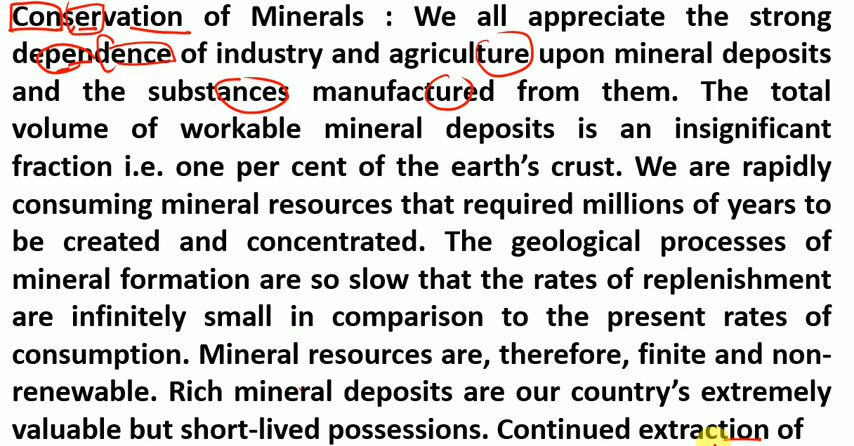 Conservation of Minerals : We all appreciate the strong
dependence of industry and agriculture upon mineral deposits
and the substances manufactured from them. The total
volume of workable mineral deposits is an insignificant
fraction i.e. one per cent of the earth’s crust. We are rapidly
consuming mineral resources that required millions of years to
be created and concentrated. The geological processes of
mineral formation are so slow that the rates of replenishment
are infinitely small in comparison to the present rates of
consumption. Mineral resources are, therefore, finite and non-
renewable. Rich mineral deposits are our country’s extremely
valuable but short-lived possessions. Continued extraction of